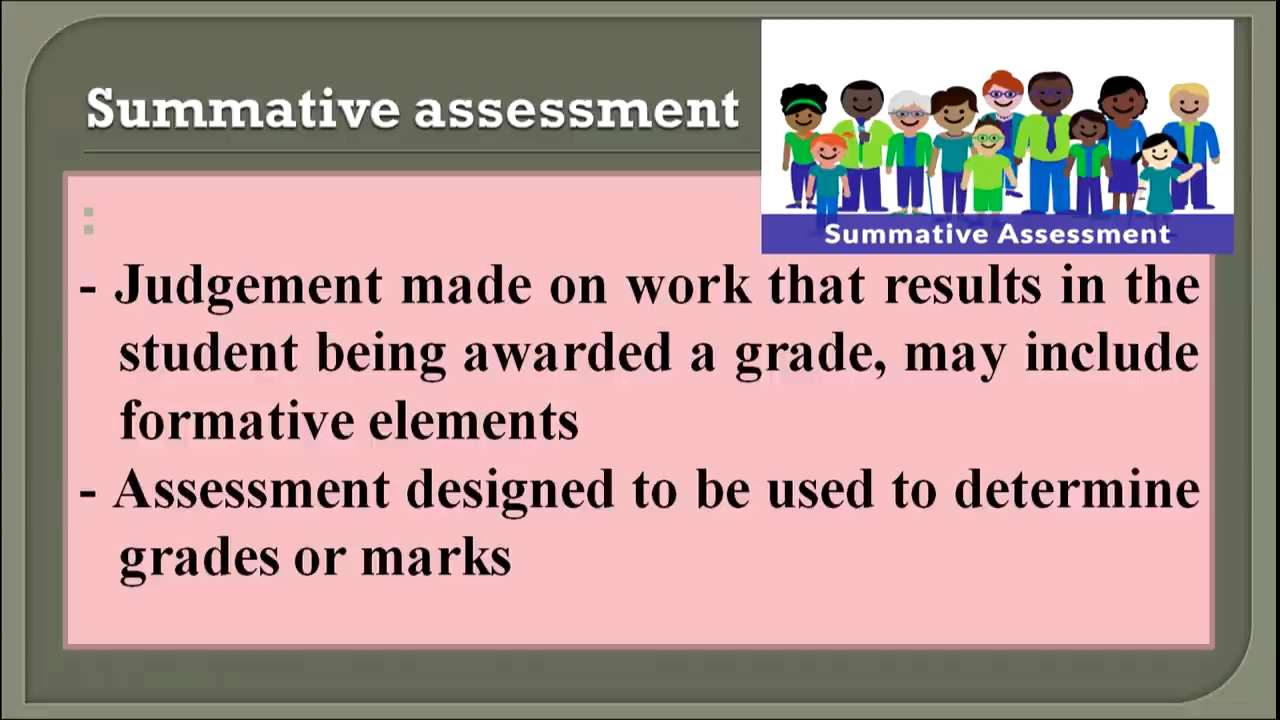 Summative assessment
Summative Assessment
:
- Judgement made on work that results in the
student being awarded a grade, may include
formative elements
- Assessment designed to be used to determine
grades or marks